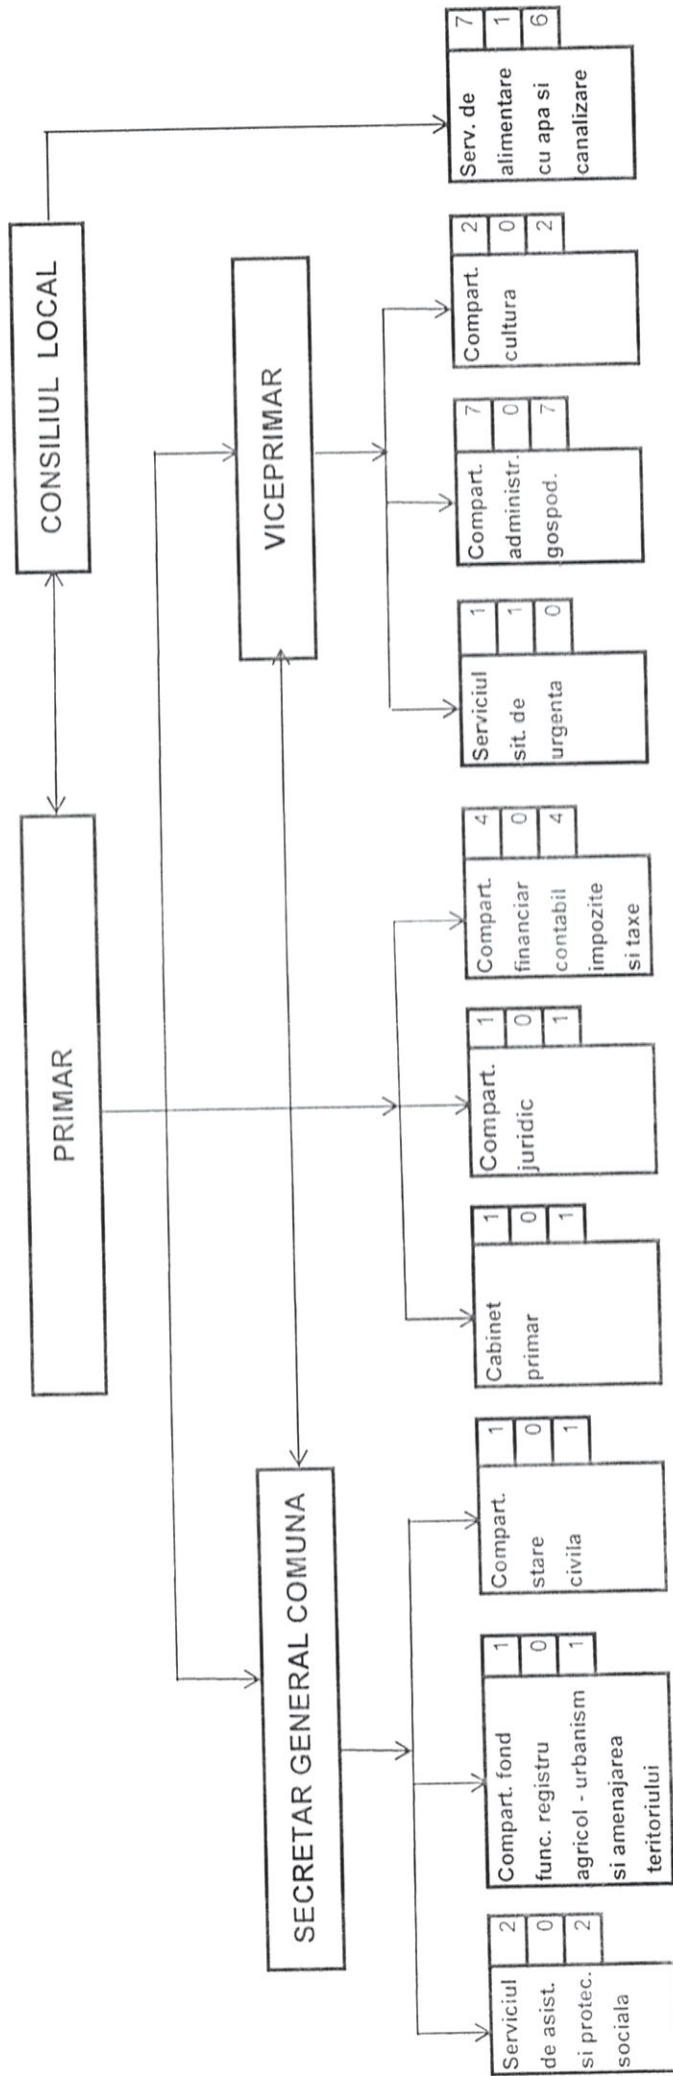 CONSILIUL LOCAL
PRIMAR
VICEPRIMAR
SECRETAR GENERAL COMUNA
Serviciul
de asist.
si protec.
sociala
2
0
2
Compart. fond
func. registru
agricol - urbanism
si amenajarea
teritoriului
1
0
1
Compart.
stare
civila
1
0
1
Cabinet
primar
1
0
1
Compart.
juridic
1
0
1
Compart.
financiar
contabil
impozite
si taxe
4
0
4
Serviciul
sit. de
urgenta
1
1
0
Compart.
administr.
gospod.
7
0
7
Compart.
cultura
2
0
2
Serv. de
alimentare
cu apa si
canalizare
7
1
6